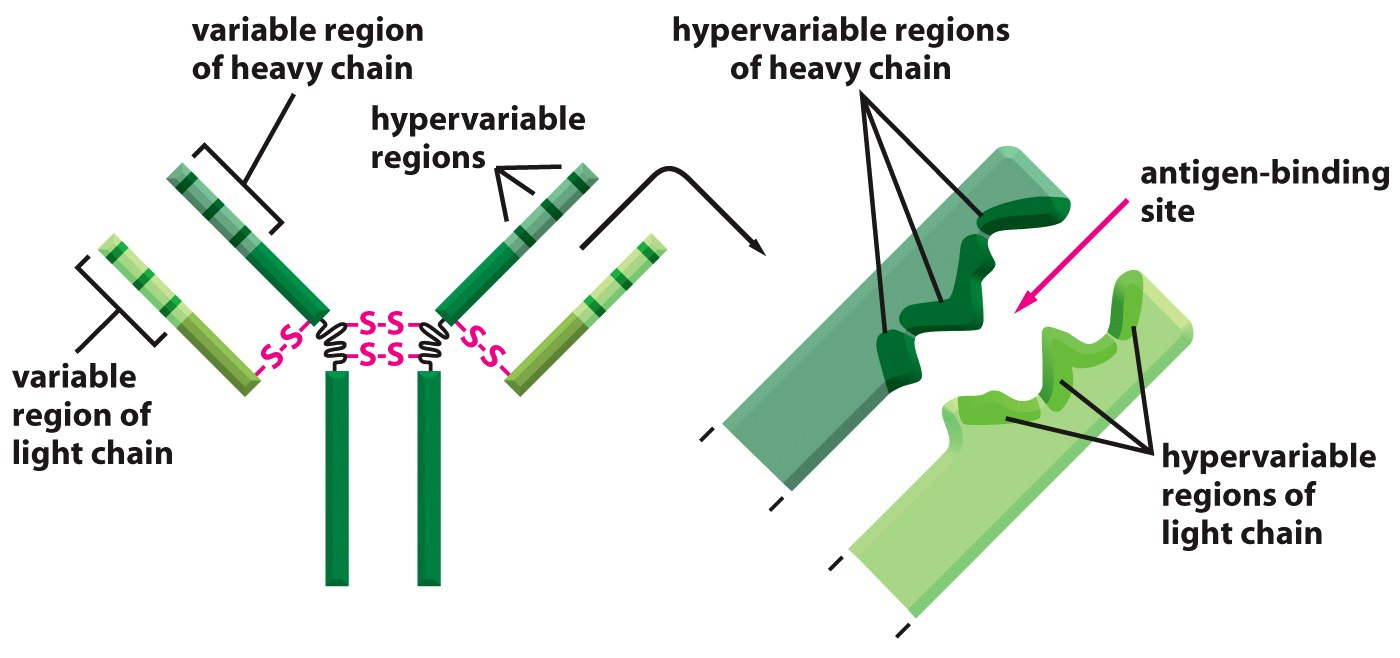 variable region
of heavy chain
hypervariable
regions
hypervariable regions
of heavy chain
antigen-binding
site
S-S
S-S
S-S
S-S
variable
region of
light chain
hypervariable
regions of
light chain